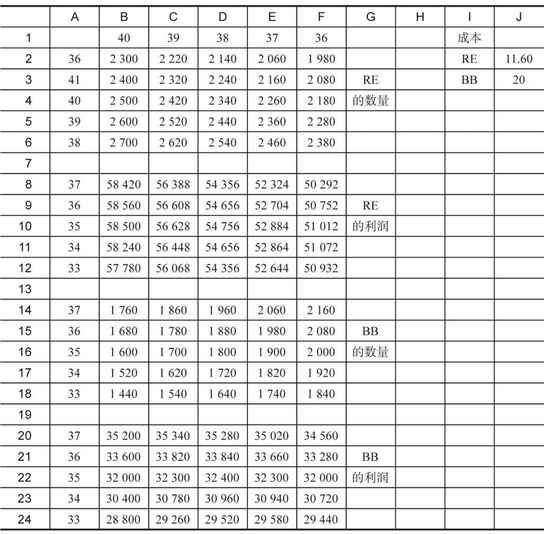 A B C D E F G H I J
1 40 39 38 37 36 成本
2 36 2 300 2 220 2 140 2 060 1 980 RE 11.60
3 41 2 400 2 320 2 240 2 160 2 080 RE BB 20
4 40 2 500 2 420 2 340 2 260 2 180 的数量
5 39 2 600 2 520 2 440 2 360 2 280
6 38 2 700 2 620 2 540 2 460 2 380
7
8 37 58 420 56 388 54 356 52 324 50 292
9 36 58 560 56 608 54 656 52 704 50 752 RE
10 35 58 500 56 628 54 756 52 884 51 012 的利润
11 34 58 240 56 448 54 656 52 864 51 072
12 33 57 780 56 068 54 356 52 644 50 932
13
14 37 1 760 1 860 1 960 2 060 2 160
15 36 1 680 1 780 1 880 1 980 2 080 BB
16 35 1 600 1 700 1 800 1 900 2 000 的数量
17 34 1 520 1 620 1 720 1 820 1 920
18 33 1 440 1 540 1 640 1 740 1 840
19
20 37 35 200 35 340 35 280 35 020 34 560
21 36 33 600 33 820 33 840 33 660 33 280 BB
22 35 32 000 32 300 32 400 32 300 32 000 的利润
23 34 30 400 30 780 30 960 30 940 30 720
24 33 28 800 29 260 29 520 29 580 29 440